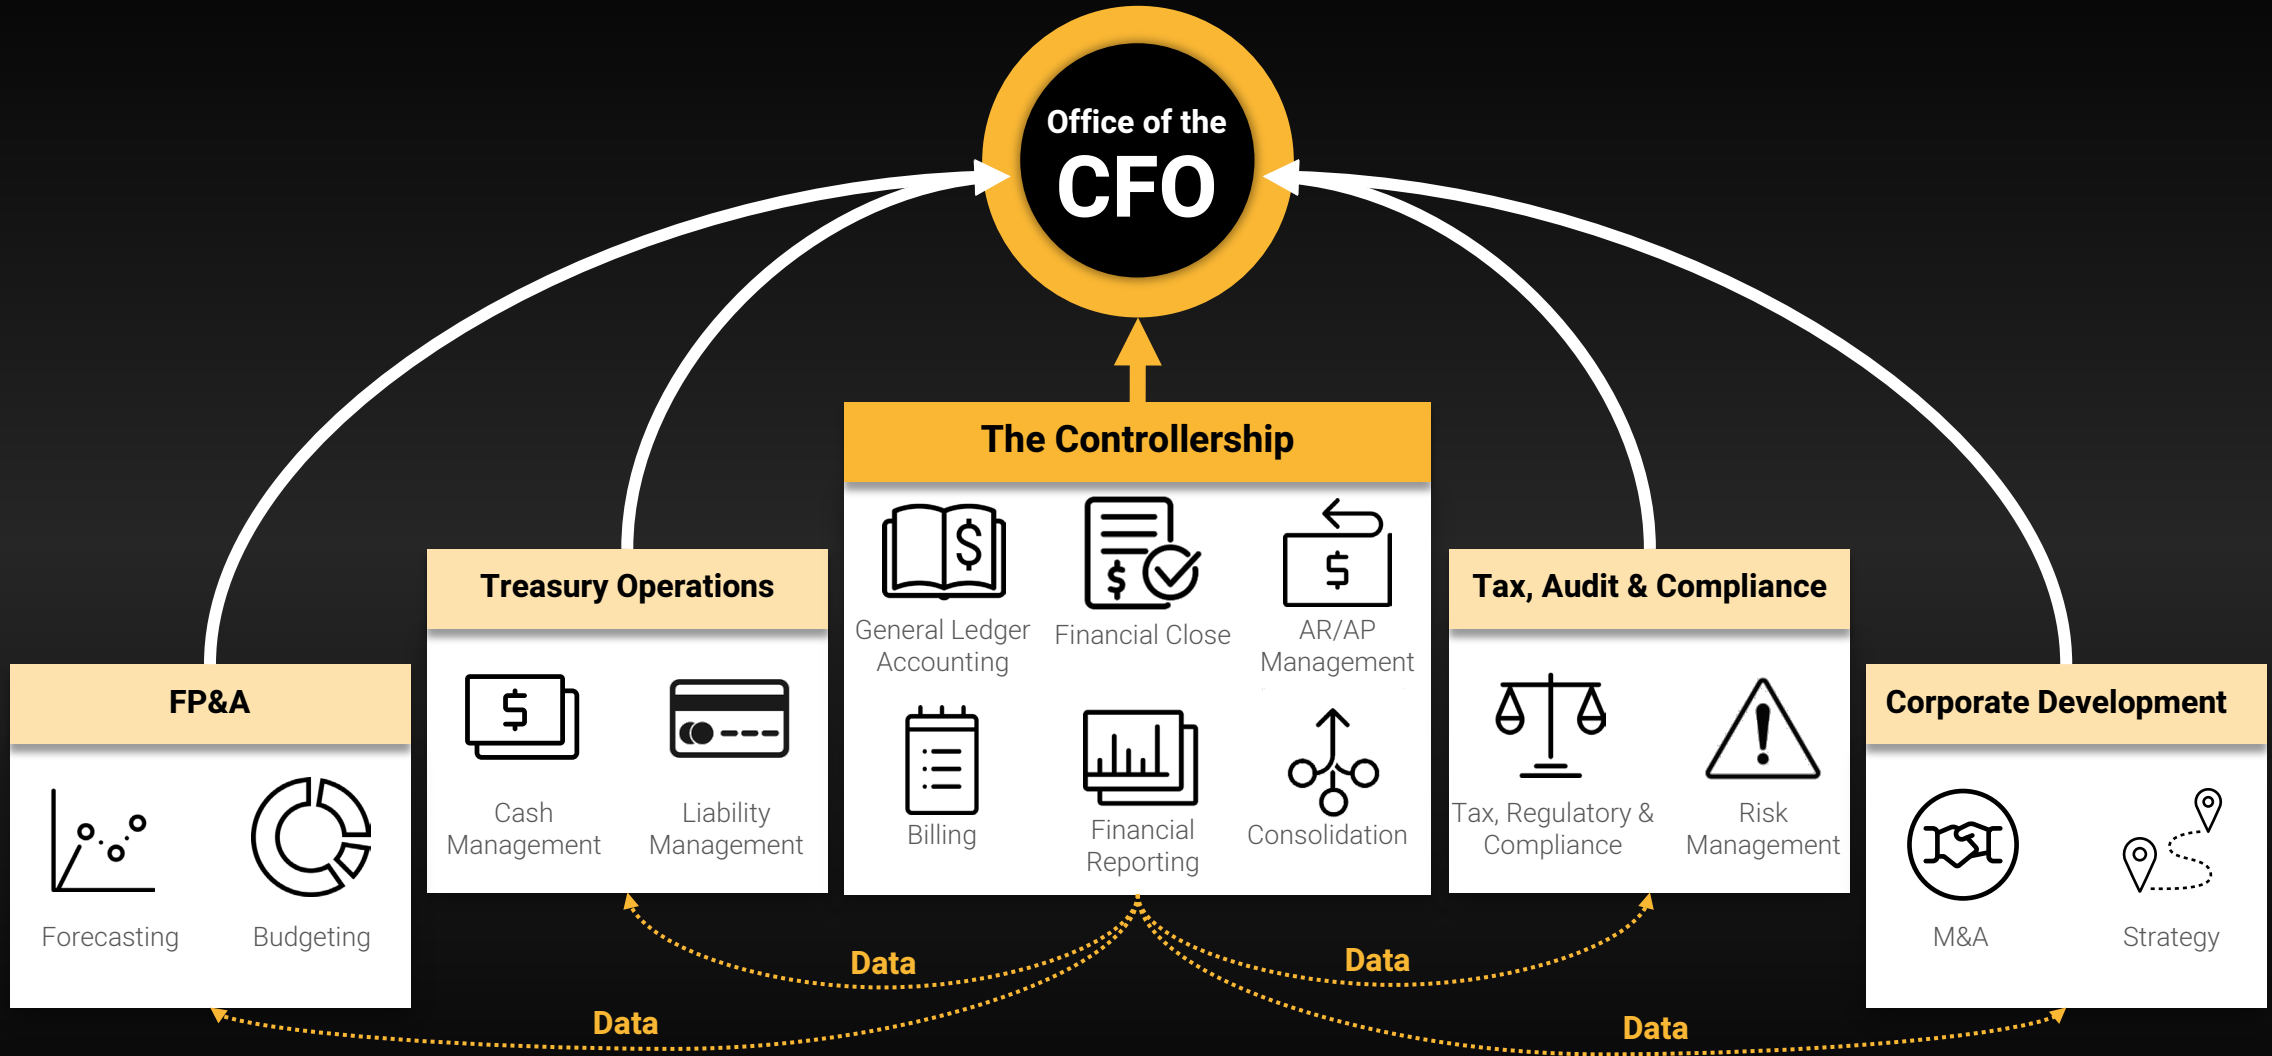 Office of the
CFO
The Controllership
General Ledger
Accounting
Financial Close
AR/AP
Management
Billing
Financial
Reporting
Consolidation
Treasury Operations
Cash
Management
Liability
Management
Tax, Audit & Compliance
Tax, Regulatory &
Compliance
Risk
Management
FP&A
Forecasting
Budgeting
Corporate Development
M&A
Strategy
Data
Data
Data
Data